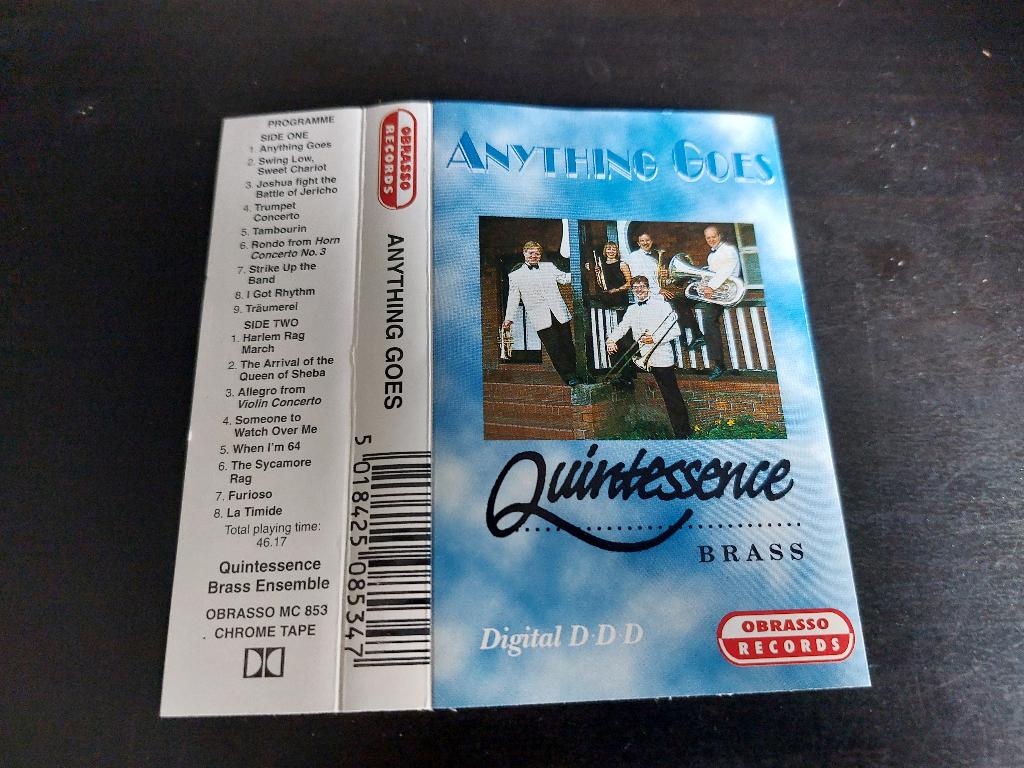 PROGRAMME
SIDE ONE
1. Anything Goes
2. Swing Low,
Sweet Chariot
3. Joshua fight the
Battle of Jericho
4. Trumpet
Concerto
5. Tambourin
6. Rondo from Horn
Concerto No. 3
7. Strike Up the
Band
8. I Got Rhythm
9. Träumerei
SIDE TWO
1. Harlem Rag
March
2. The Arrival of the
Queen of Sheba
3. Allegro from
Violin Concerto
4. Someone to
Watch Over Me
5. When I'm 64
6. The Sycamore
Rag
7. Furioso
8. La Timide
Total playing time:
46.17
Quintessence
Brass Ensemble
OBRASSO MC 853
CHROME TAPE
OBRASSO
RECORDS
ANYTHING GOES
5 018425 085347
ANYTHING GOES
Quintessence
BRASS
Digital D·D·D
OBRASSO
RECORDS